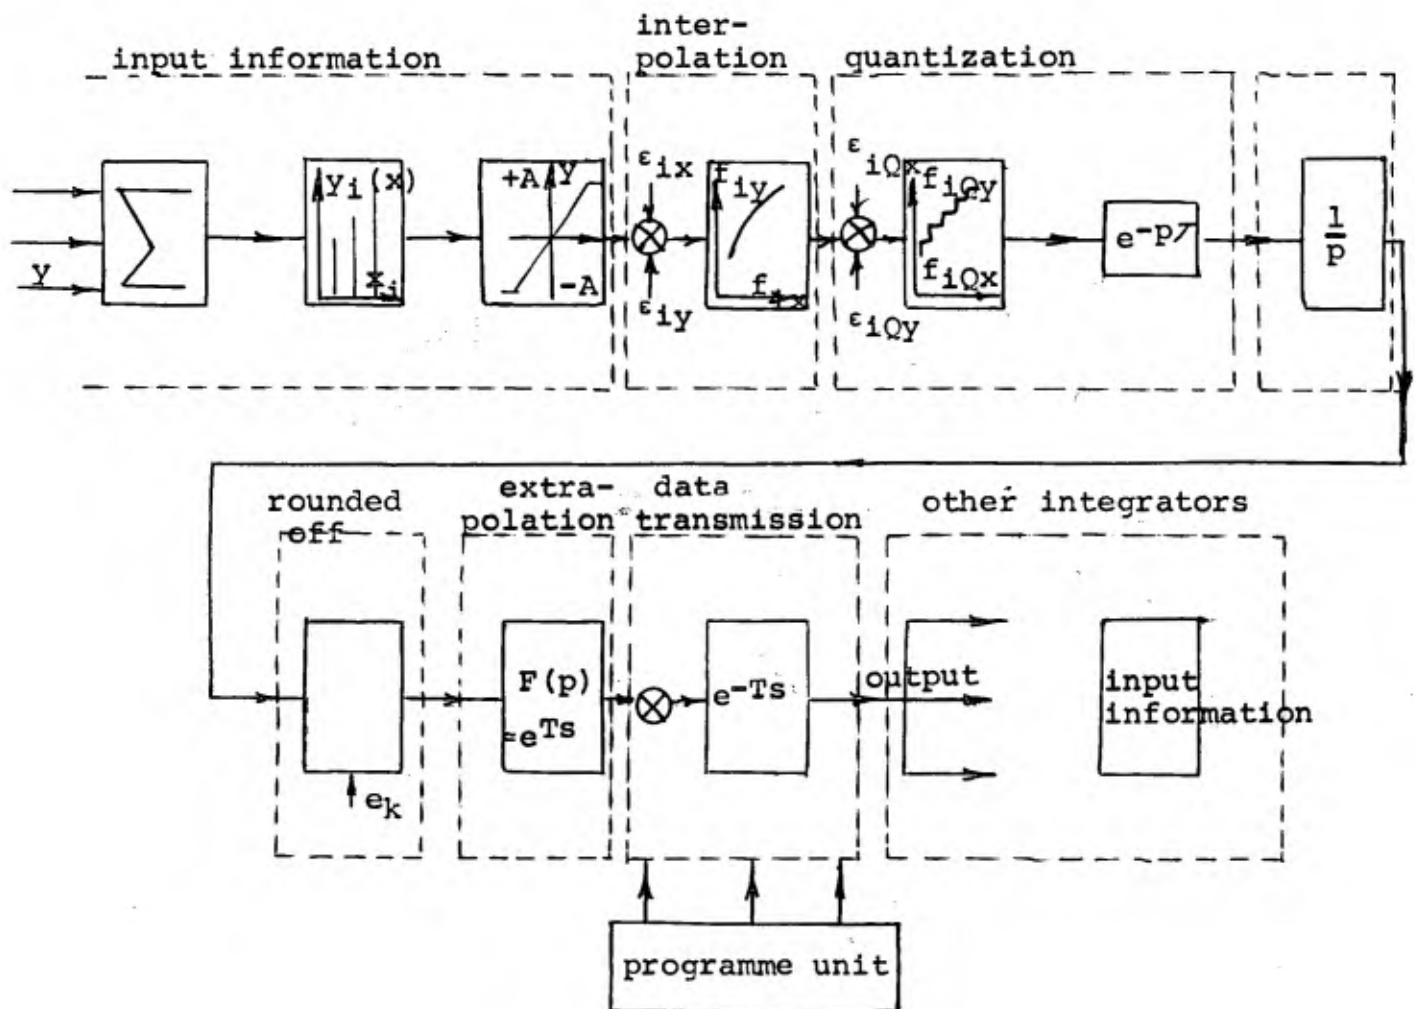 input information
inter-
polation
quantization
y
yi(x)
xi
+A
y
-A
εix
εiy
fiy
fix
εiQx
εiQy
fiQy
fiQx
e-pτ
1
p
rounded
off
ek
extra-
polation
F(p)
=eTs
data
transmission
e-Ts
other integrators
output
input
information
programme unit